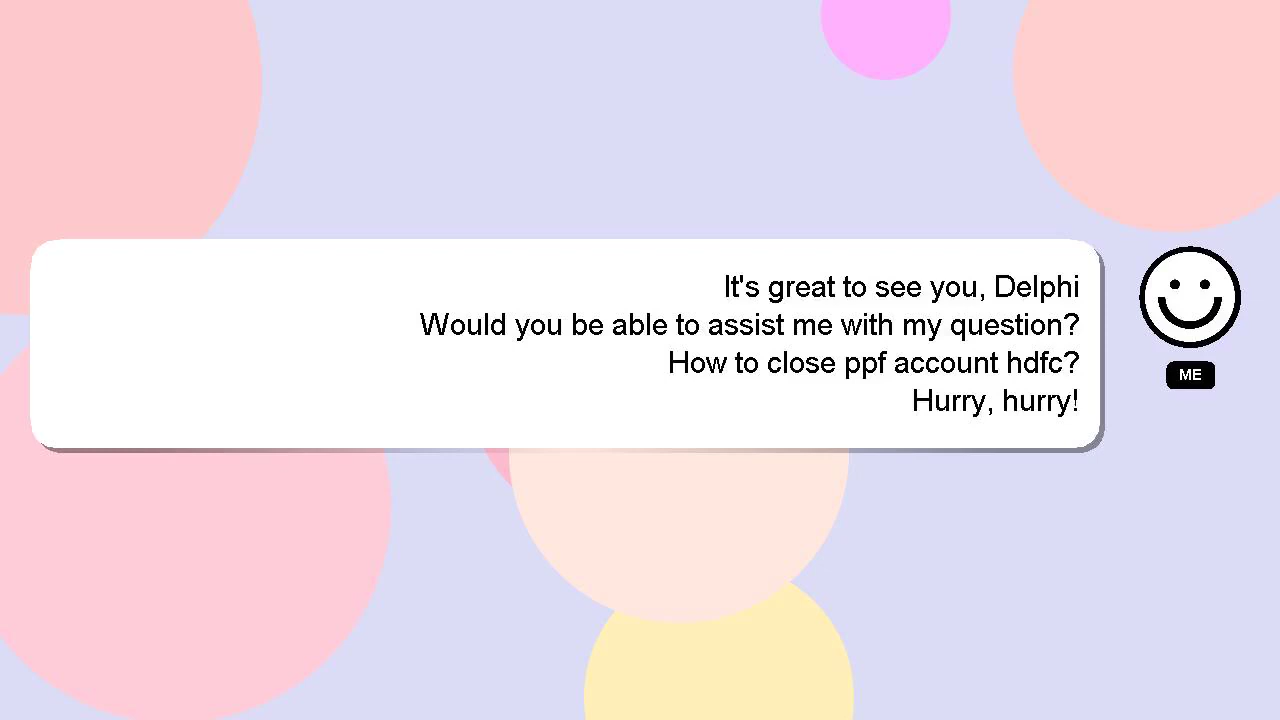 It's great to see you, Delphi
Would you be able to assist me with my question?
How to close ppf account hdfc?
Hurry, hurry!
ME